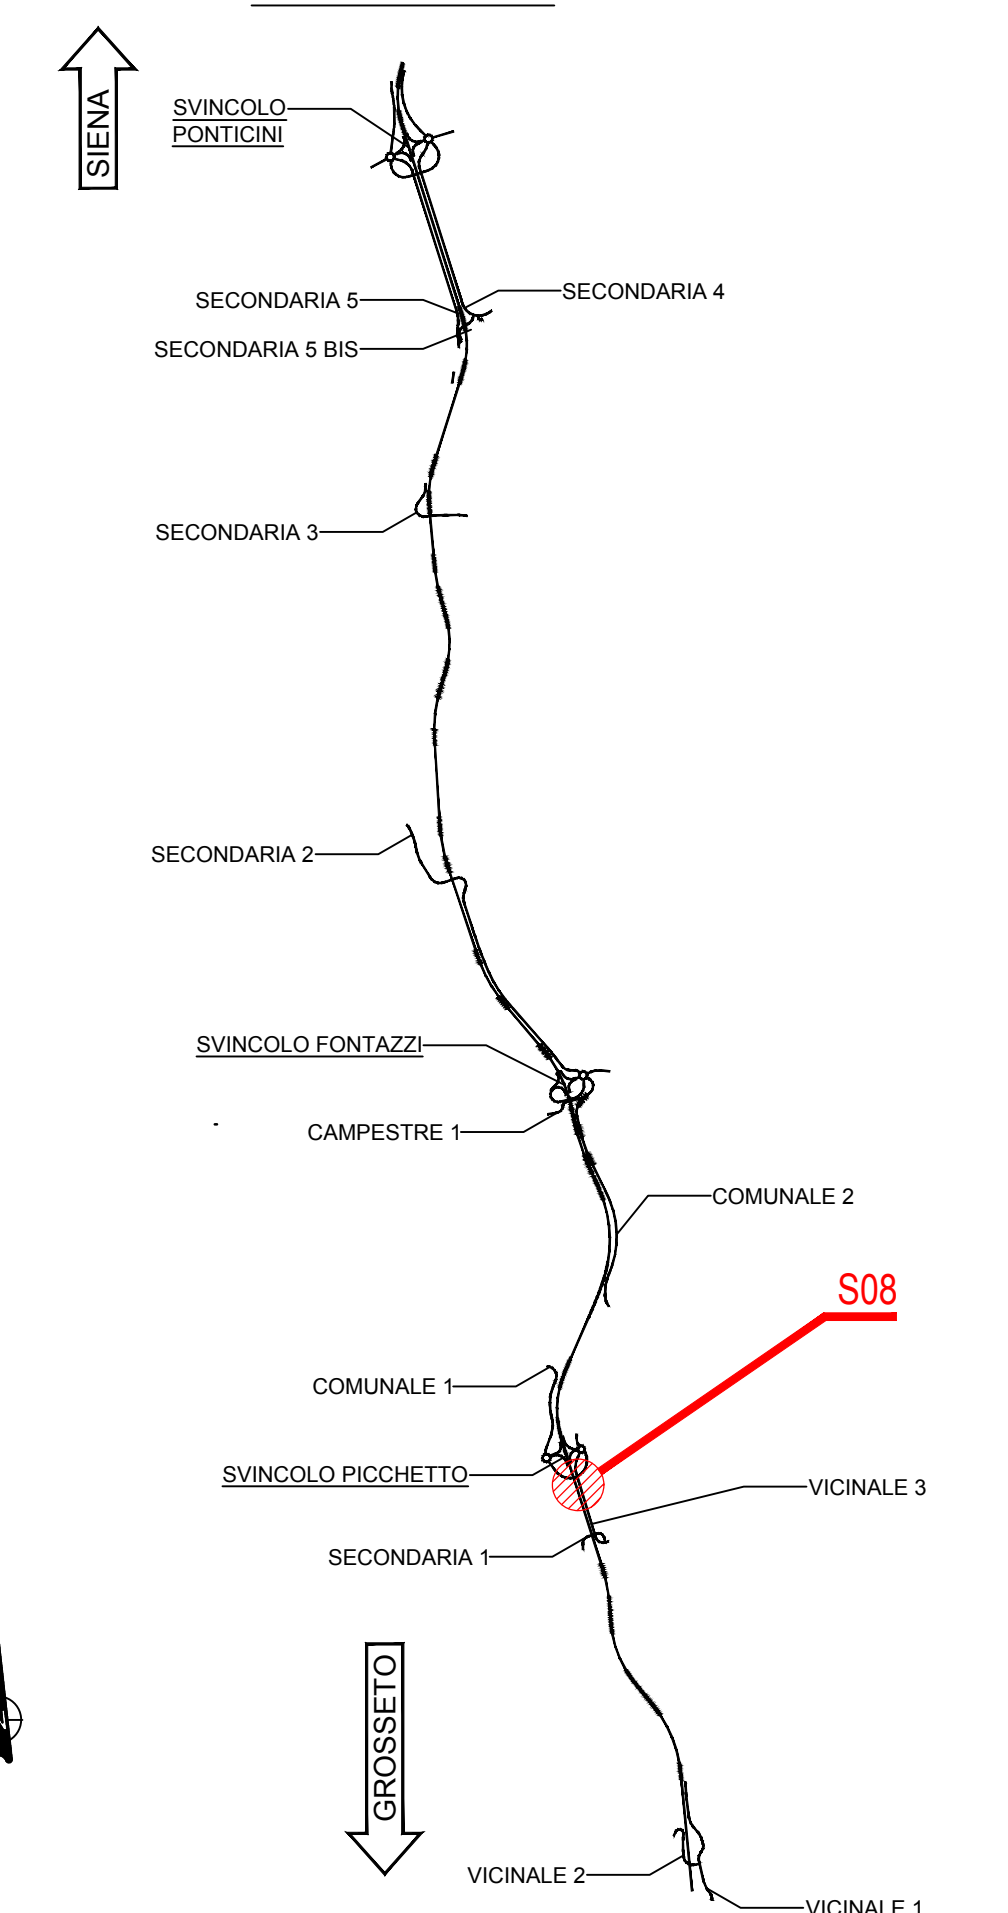 SIENA
SVINCOLO
PONTICINI
SECONDARIA 5
SECONDARIA 4
SECONDARIA 5 BIS
SECONDARIA 3
SECONDARIA 2
SVINCOLO FONTAZZI
CAMPESTRE 1
COMUNALE 2
S08
COMUNALE 1
SVINCOLO PICCHETTO
VICINALE 3
SECONDARIA 1
GROSSETO
VICINALE 2
VICINALE 1